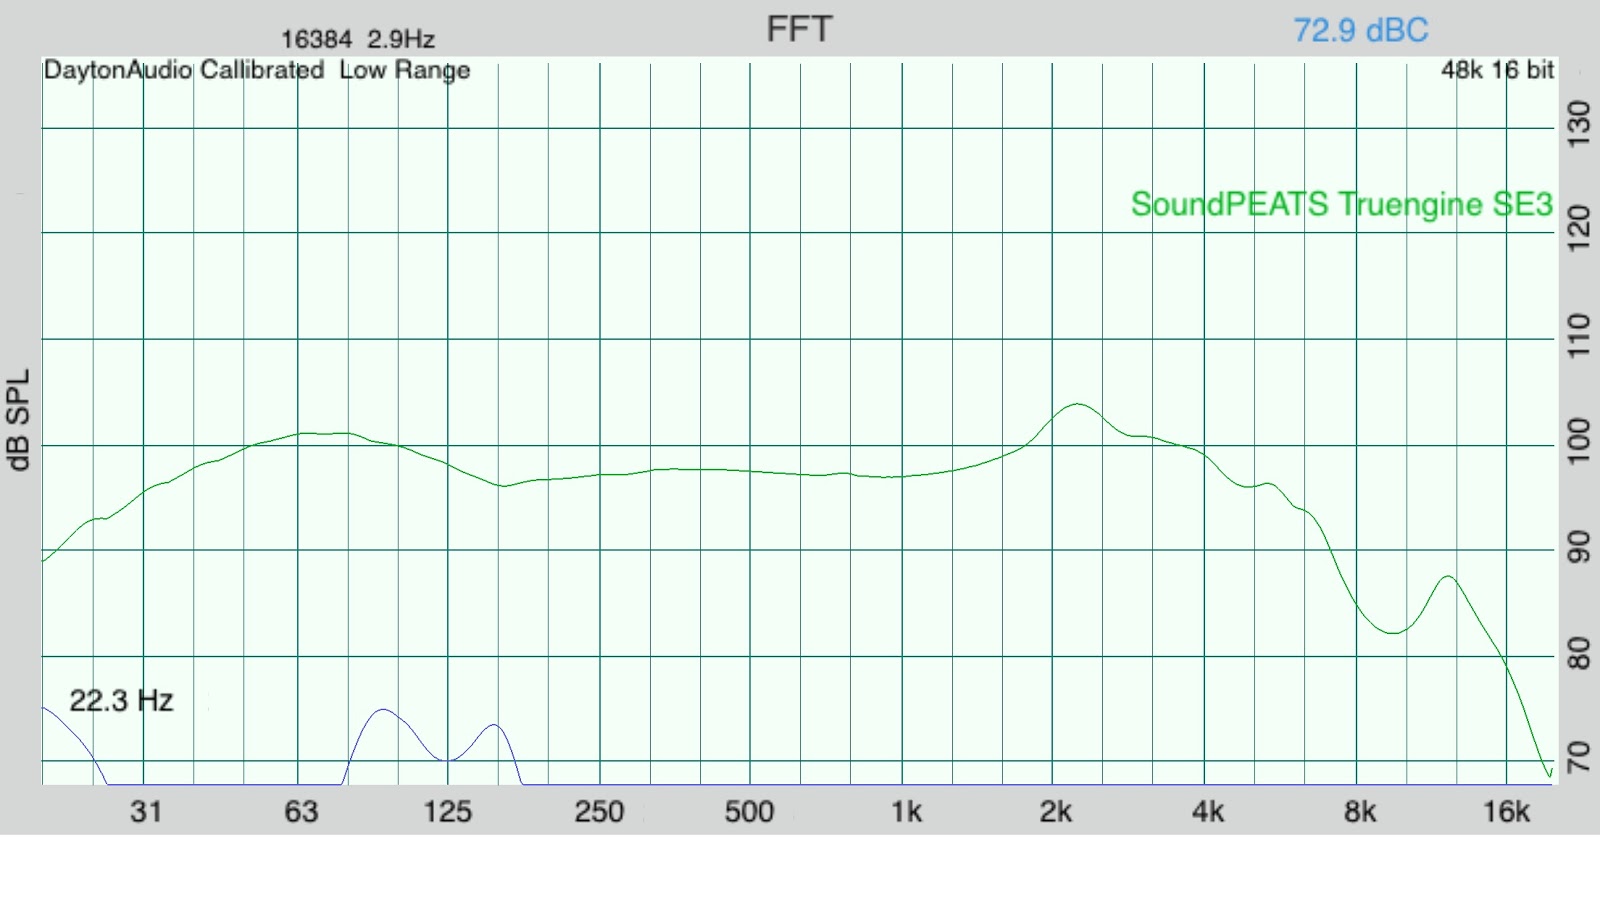 FFT
16384 2.9Hz
72.9 dBC
DaytonAudio Callibrated Low Range
48k 16 bit
130
SoundPEATS Truengine SE3
120
110
dB SPL
100
90
80
22.3 Hz
70
31 63 125 250 500 1k 2k 4k 8k 16k